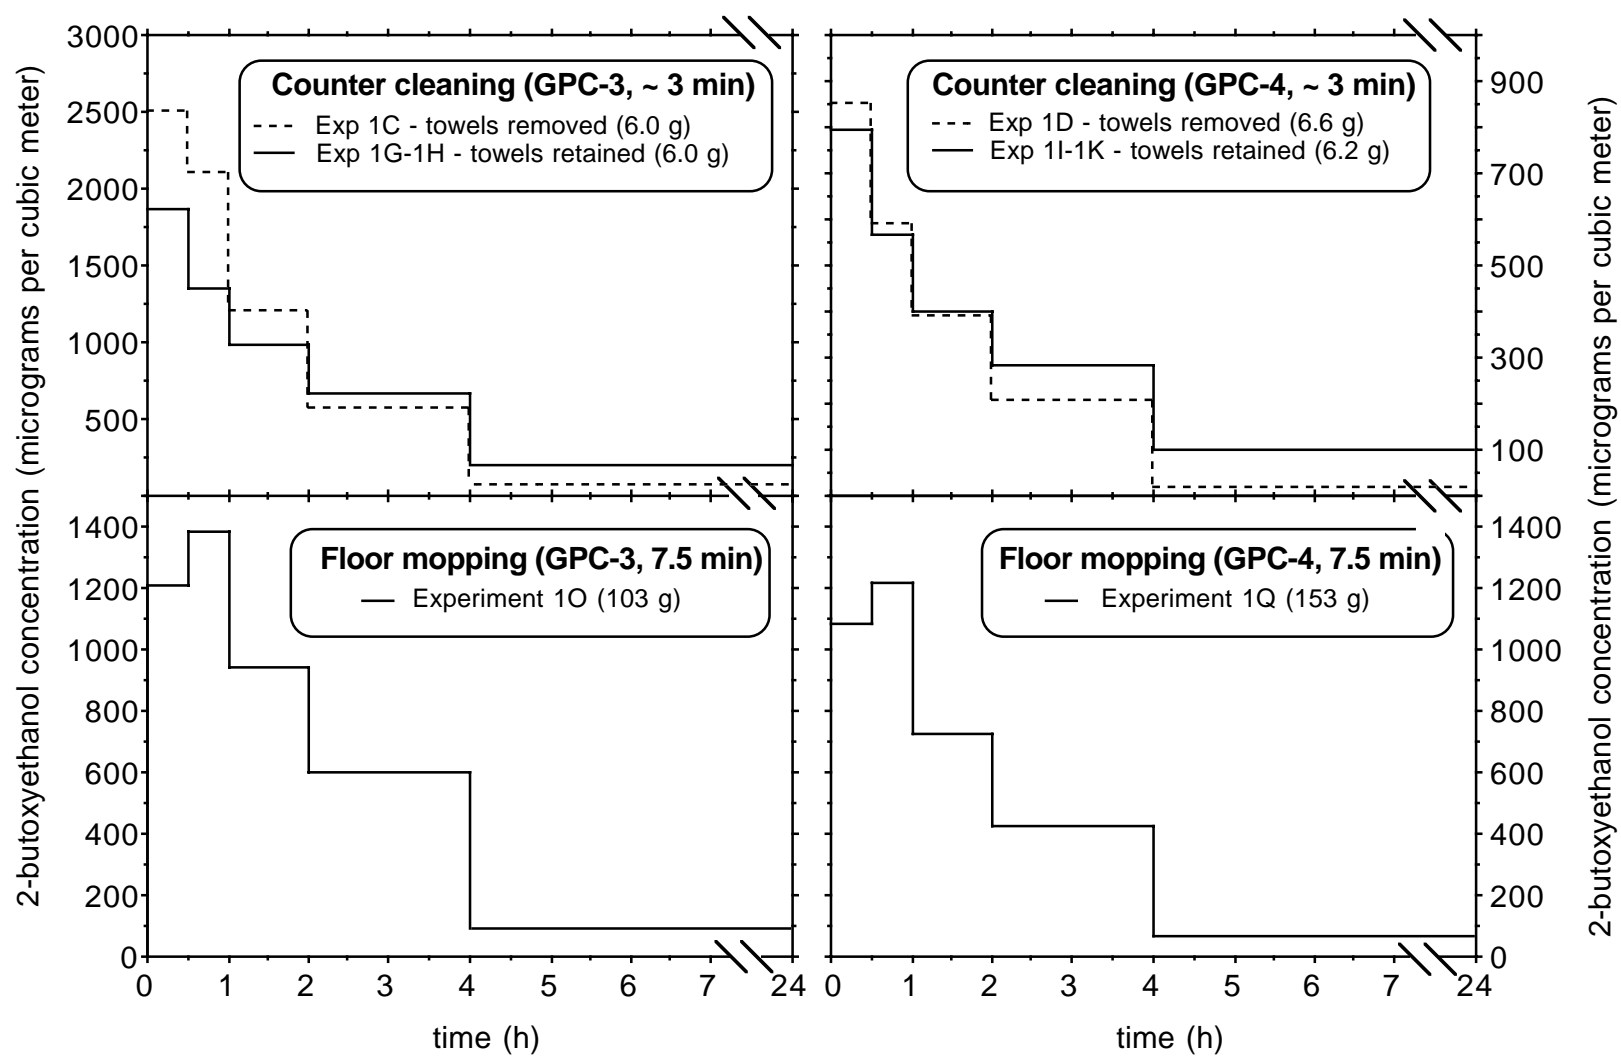 2-butoxyethanol concentration (micrograms per cubic meter)
3000
2500
2000
1500
1000
500
Counter cleaning (GPC-3, ~ 3 min)
Exp 1C - towels removed (6.0 g)
Exp 1G-1H - towels retained (6.0 g)
Counter cleaning (GPC-4, ~ 3 min)
Exp 1D - towels removed (6.6 g)
Exp 1I-1K - towels retained (6.2 g)
900
700
500
300
100
1400
1200
1000
800
600
400
200
0
Floor mopping (GPC-3, 7.5 min)
Experiment 1O (103 g)
Floor mopping (GPC-4, 7.5 min)
Experiment 1Q (153 g)
1400
1200
1000
800
600
400
200
0
0 1 2 3 4 5 6 7 24
time (h)
0 1 2 3 4 5 6 7 24
time (h)
2-butoxyethanol concentration (micrograms per cubic meter)